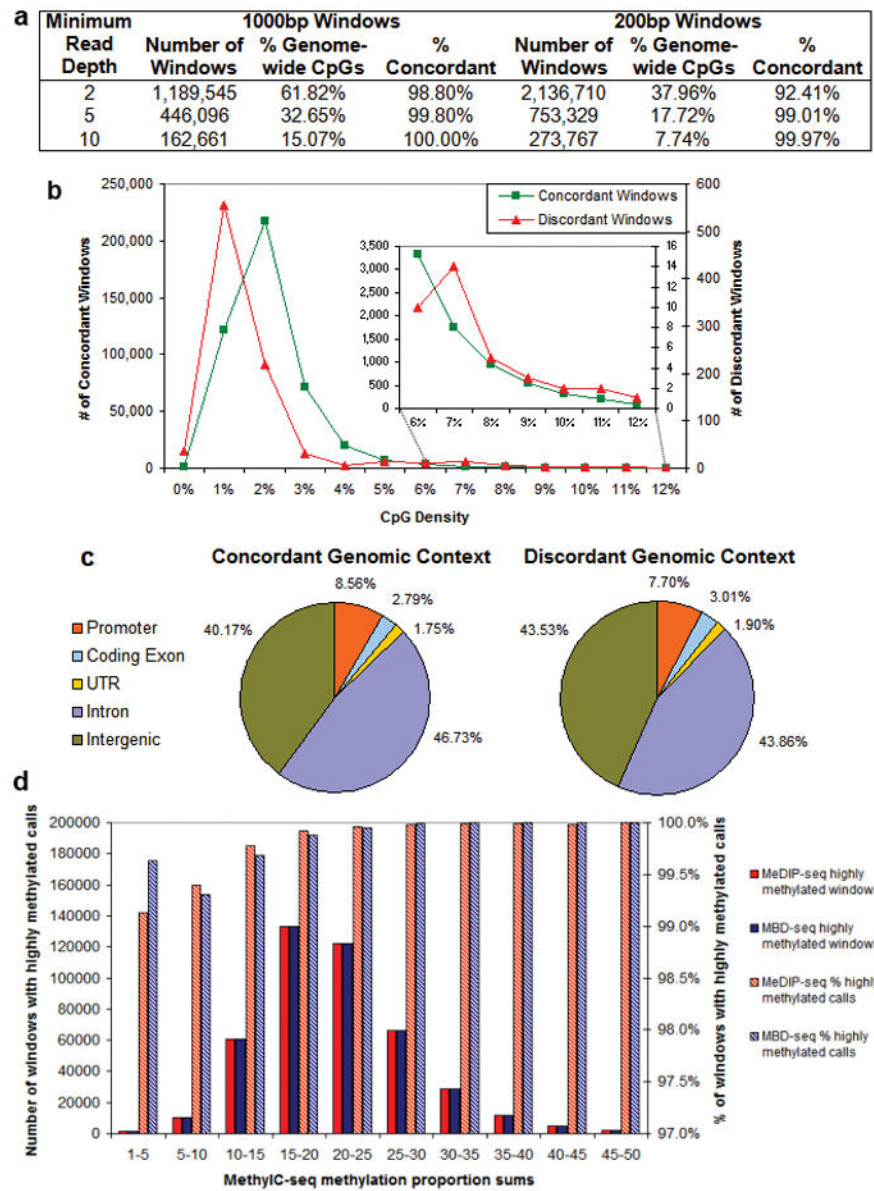 a
Minimum Read Depth 1000bp Windows 200bp Windows
Number of Windows % Genome-wide CpGs % Concordant Number of Windows % Genome-wide CpGs % Concordant
2 1,189,545 61.82% 98.80% 2,136,710 37.96% 92.41%
5 446,096 32.65% 99.80% 753,329 17.72% 99.01%
10 162,661 15.07% 100.00% 273,767 7.74% 99.97%
b
# of Concordant Windows
250,000
200,000
150,000
100,000
50,000
0
Concordant Windows
Discordant Windows
3,500
3,000
2,500
2,000
1,500
1,000
500
0
16
14
12
10
8
6
4
2
0
6% 7% 8% 9% 10% 11% 12%
600
500
400
300
200
100
0
# of Discordant Windows
0% 1% 2% 3% 4% 5% 6% 7% 8% 9% 10% 11% 12%
CpG Density
c
Concordant Genomic Context
8.56%
2.79%
1.75%
46.73%
40.17%
Discordant Genomic Context
7.70%
3.01%
1.90%
43.86%
43.53%
Promoter
Coding Exon
UTR
Intron
Intergenic
d
Number of windows with highly methylated calls
200000
180000
160000
140000
120000
100000
80000
60000
40000
20000
0
100.0%
99.5%
99.0%
98.5%
98.0%
97.5%
97.0%
% of windows with highly methylated calls
1-5 5-10 10-15 15-20 20-25 25-30 30-35 35-40 40-45 45-50
MethylC-seq methylation proportion sums
MeDIP-seq highly
methylated window
MBD-seq highly
methylated window
MeDIP-seq % highly
methylated calls
MBD-seq % highly
methylated calls